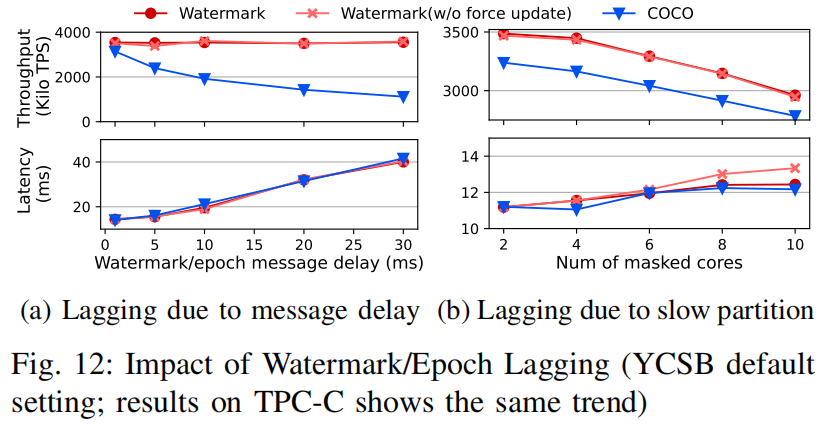 Watermark Watermark(w/o force update) COCO
Throughput
(Kilo TPS)
4000
2000
0
3500
3000
Latency
(ms)
40
20
14
12
10
0 5 10 15 20 25 30
2 4 6 8 10
Watermark/epoch message delay (ms)
Num of masked cores
(a) Lagging due to message delay (b) Lagging due to slow partition
Fig. 12: Impact of Watermark/Epoch Lagging (YCSB default
setting; results on TPC-C shows the same trend)